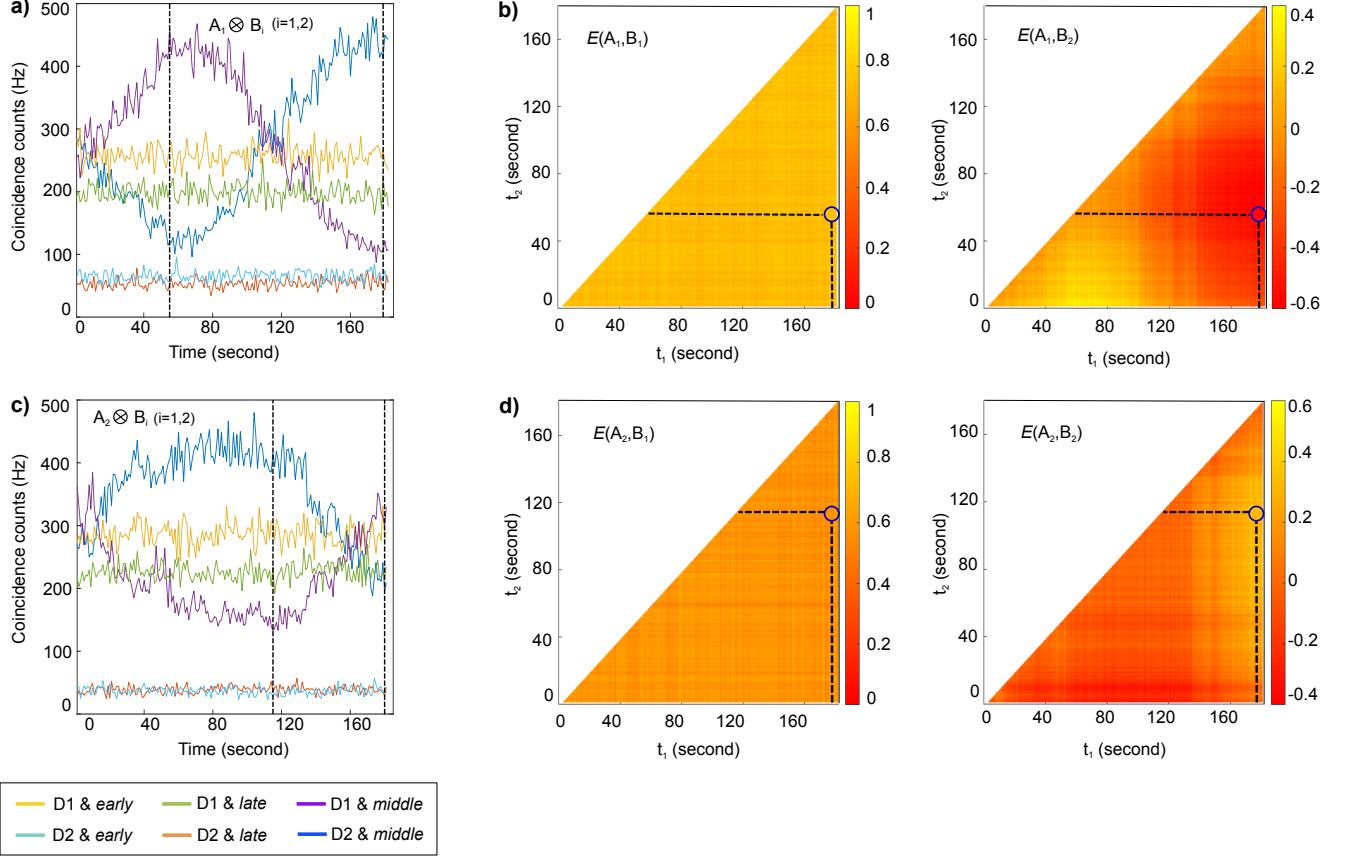 a)
A₁ ⊗ Bᵢ (i=1,2)
Coincidence counts (Hz)
500
400
300
200
100
0
0 40 80 120 160
Time (second)
b)
E(A₁,B₁)
t₂ (second)
160
120
80
40
0
0 40 80 120 160
t₁ (second)
1
0.8
0.6
0.4
0.2
0
E(A₁,B₂)
t₂ (second)
160
120
80
40
0
0 40 80 120 160
t₁ (second)
0.4
0.2
0
-0.2
-0.4
-0.6
c)
A₂ ⊗ Bᵢ (i=1,2)
Coincidence counts (Hz)
500
400
300
200
100
0
0 40 80 120 160
Time (second)
d)
E(A₂,B₁)
t₂ (second)
160
120
80
40
0
0 40 80 120 160
t₁ (second)
1
0.8
0.6
0.4
0.2
0
E(A₂,B₂)
t₂ (second)
160
120
80
40
0
0 40 80 120 160
t₁ (second)
0.6
0.4
0.2
0
-0.2
-0.4
D1 & early D1 & late D1 & middle
D2 & early D2 & late D2 & middle